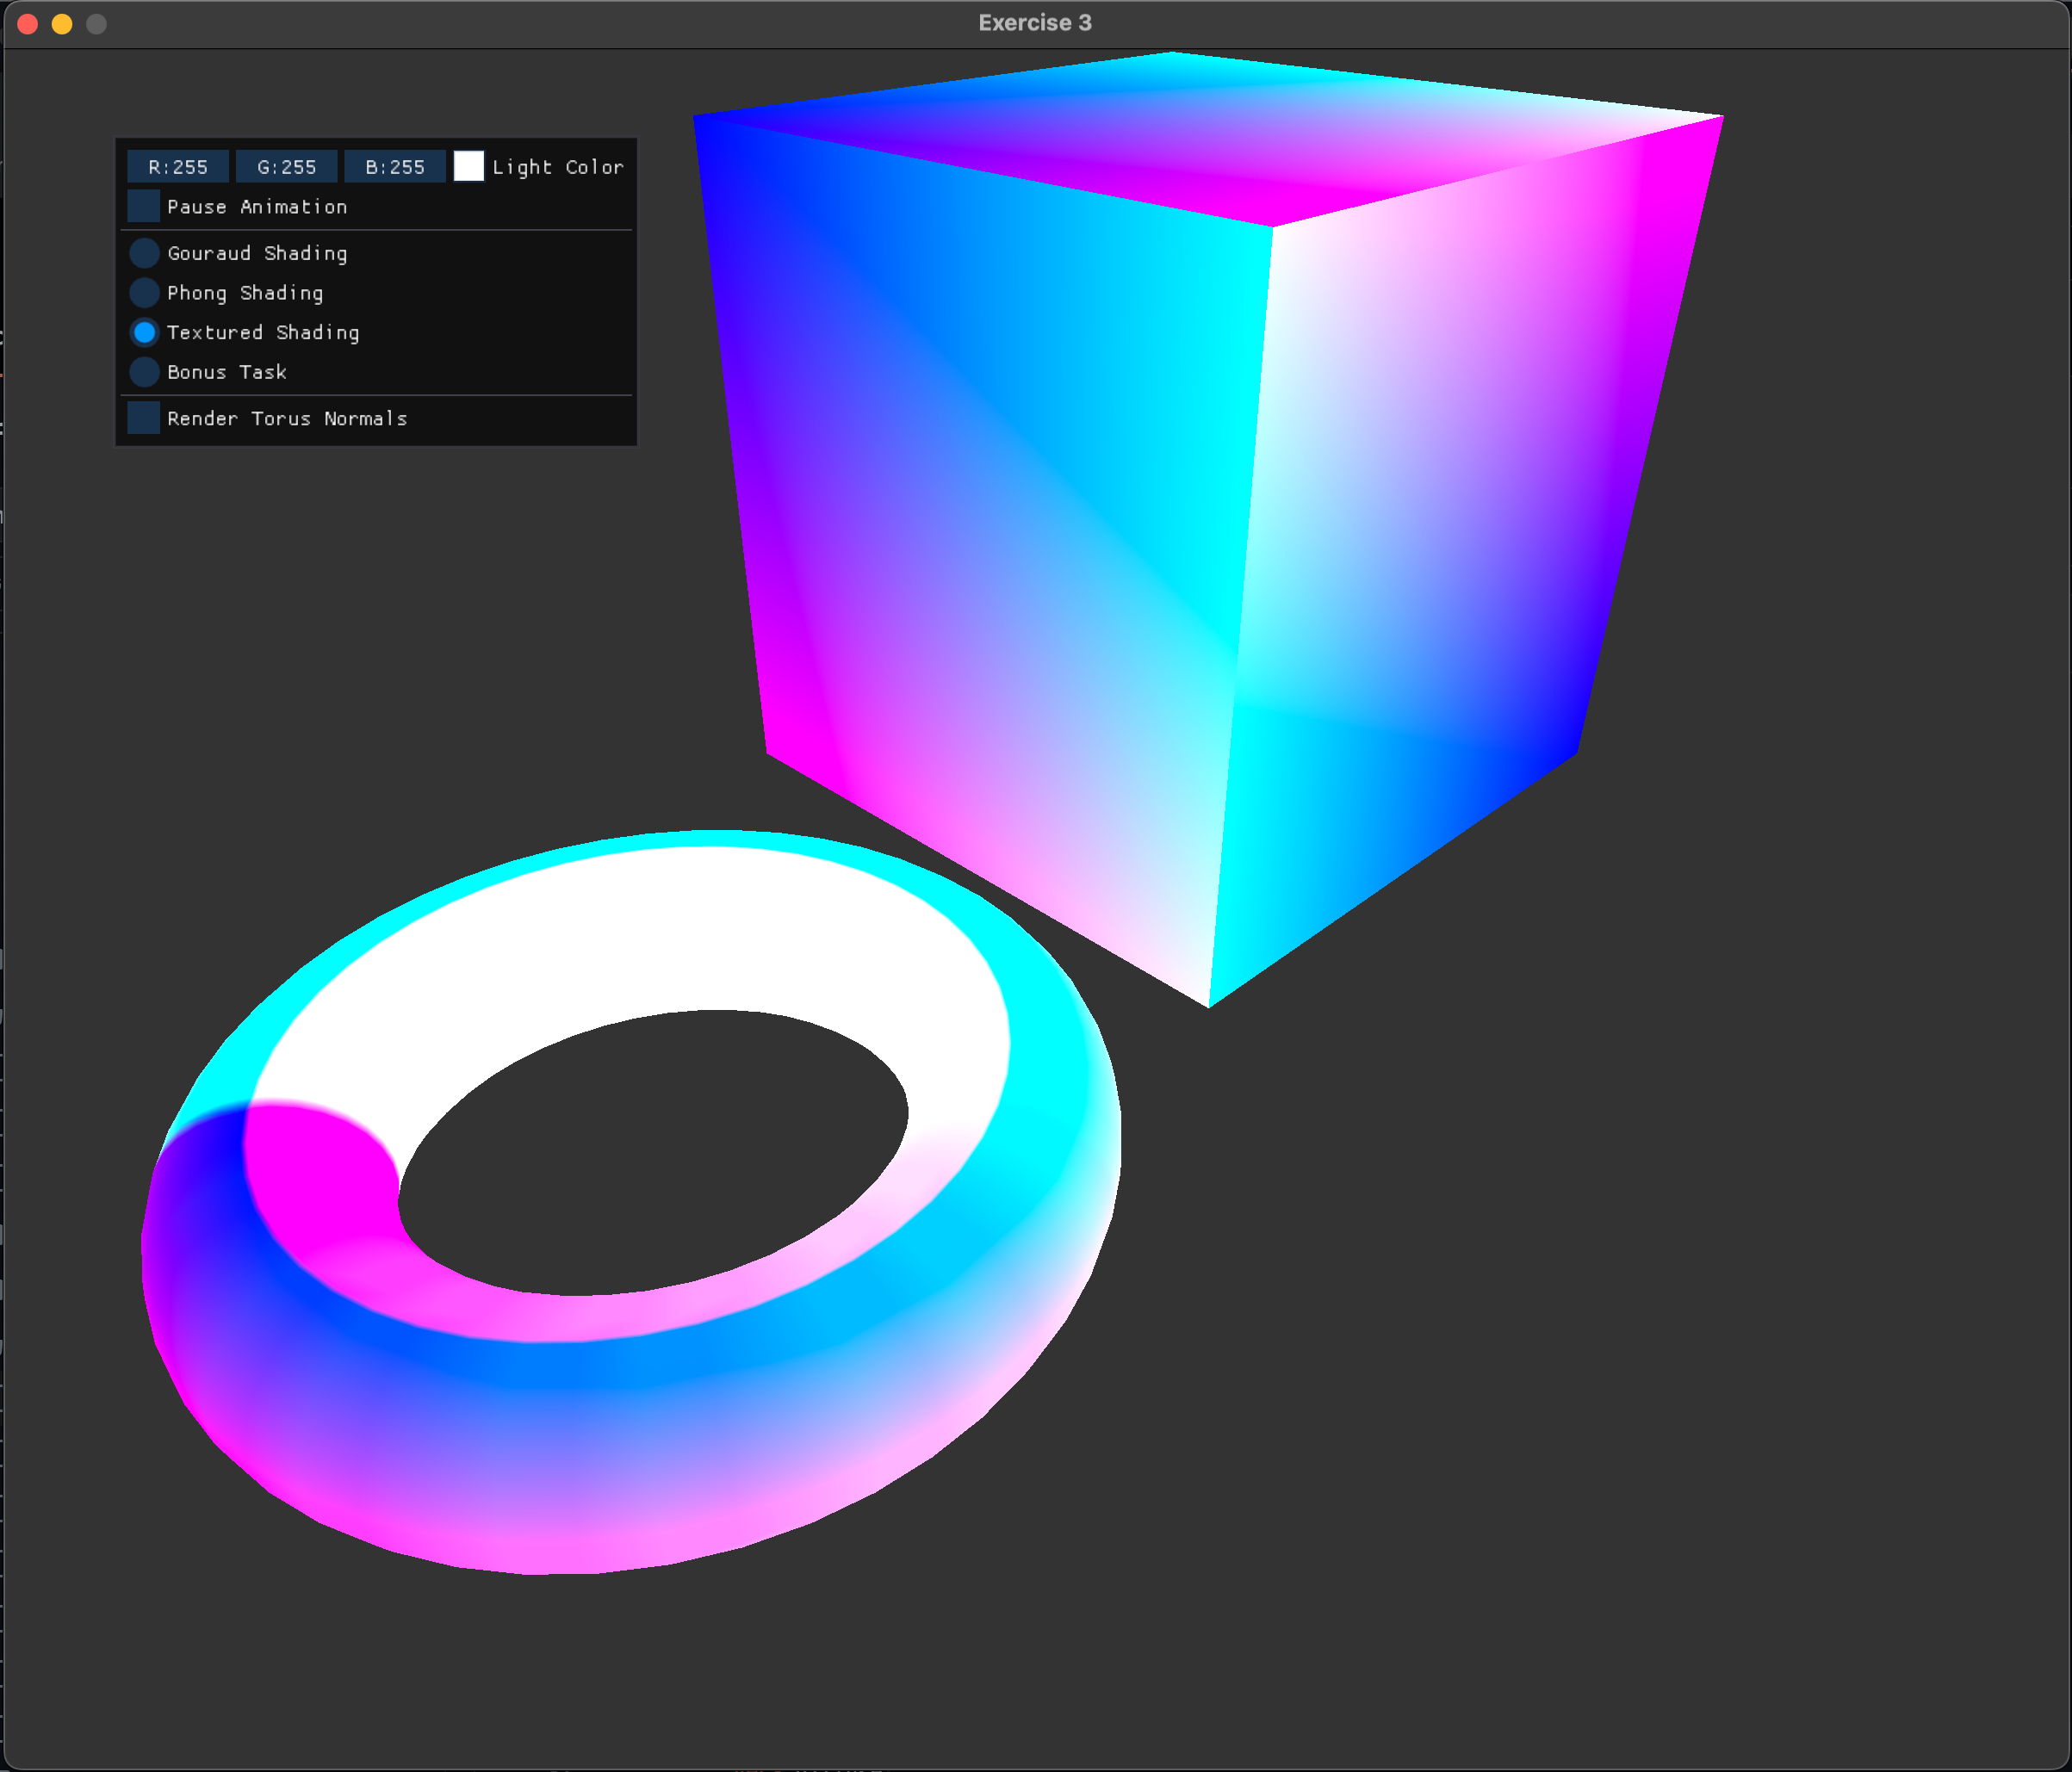 Exercise 3
R:255 G:255 B:255 Light Color
Pause Animation
Gouraud Shading
Phong Shading
Textured Shading
Bonus Task
Render Torus Normals